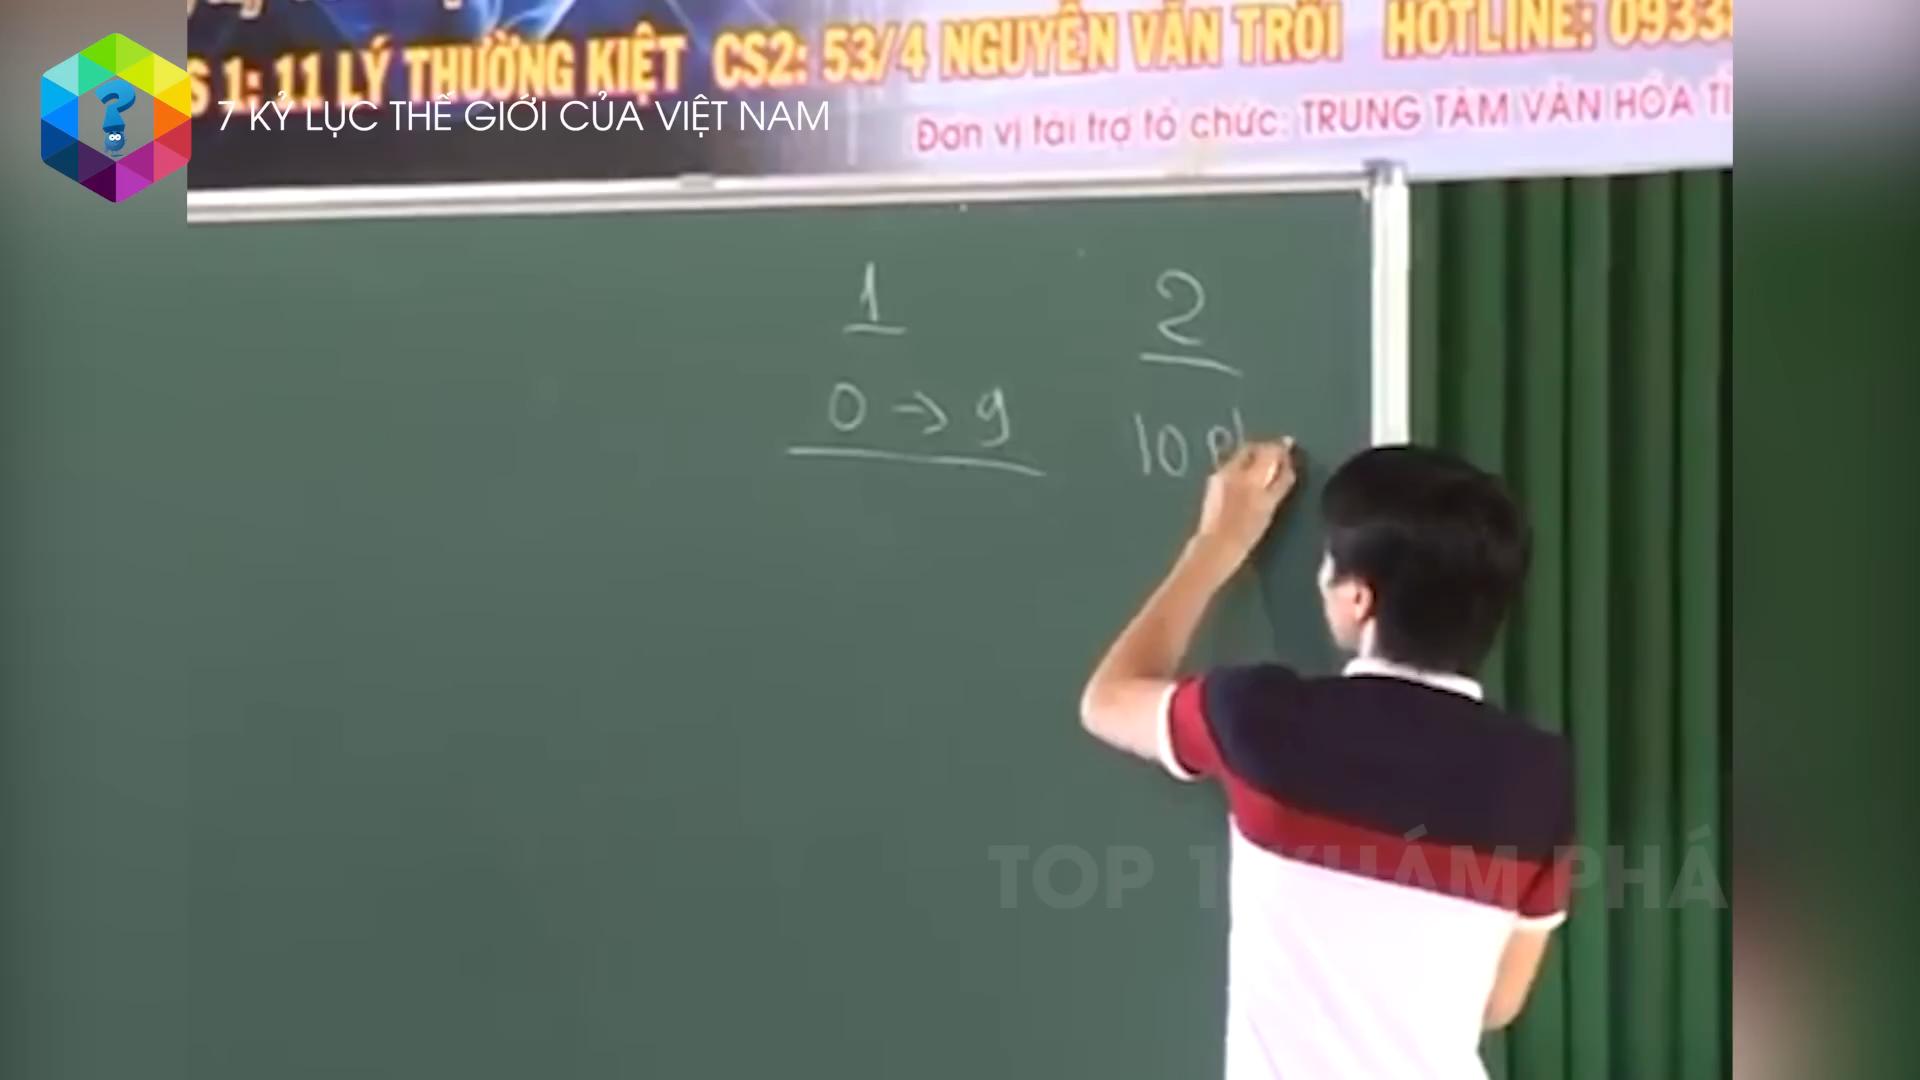 S 1: 11 LÝ THƯỜNG KIỆT CS2: 53/4 NGUYỄN VĂN TRỖI HOTLINE: 0933
7 KỶ LỤC THẾ GIỚI CỦA VIỆT NAM
Đơn vị tài trợ tổ chức: TRUNG TÂM VĂN HÓA
1 2
0 → 9 10
TOP 1 KHÁM PHÁ